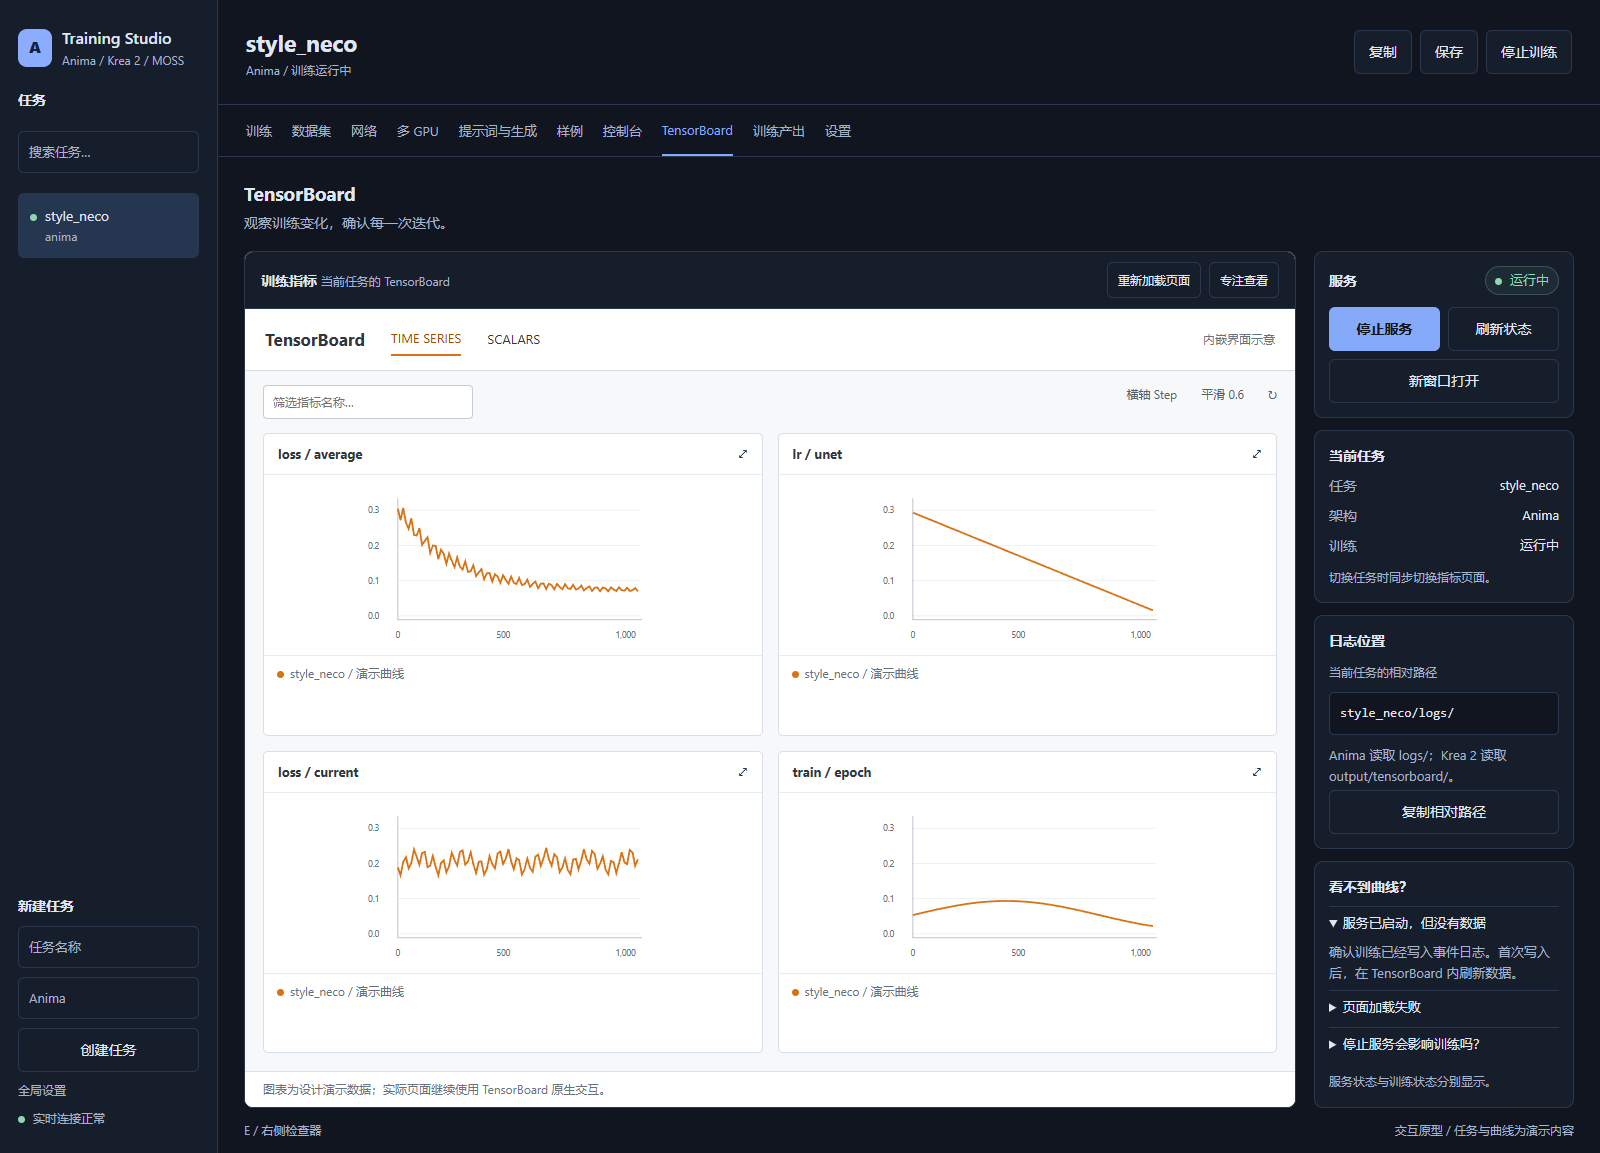 A
Training Studio
Anima / Krea 2 / MOSS
任务
搜索任务...
style_neco
anima
新建任务
任务名称
Anima
创建任务
全局设置
实时连接正常
style_neco
Anima / 训练运行中
复制
保存
停止训练
训练
数据集
网络
多 GPU
提示词与生成
样例
控制台
TensorBoard
训练产出
设置
TensorBoard
观察训练变化，确认每一次迭代。
训练指标 当前任务的 TensorBoard
重新加载页面
专注查看
TensorBoard
TIME SERIES
SCALARS
内嵌界面示意
筛选指标名称...
横轴 Step
平滑 0.6
↻
loss / average
⤢
0.3
0.2
0.1
0.0
0
500
1,000
style_neco / 演示曲线
lr / unet
⤢
0.3
0.2
0.1
0.0
0
500
1,000
style_neco / 演示曲线
loss / current
⤢
0.3
0.2
0.1
0.0
0
500
1,000
style_neco / 演示曲线
train / epoch
⤢
0.3
0.2
0.1
0.0
0
500
1,000
style_neco / 演示曲线
图表为设计演示数据；实际页面继续使用 TensorBoard 原生交互。
服务
运行中
停止服务
刷新状态
新窗口打开
当前任务
任务 style_neco
架构 Anima
训练 运行中
切换任务时同步切换指标页面。
日志位置
当前任务的相对路径
style_neco/logs/
Anima 读取 logs/；Krea 2 读取
output/tensorboard/。
复制相对路径
看不到曲线？
▼ 服务已启动，但没有数据
确认训练已经写入事件日志。首次写入
后，在 TensorBoard 内刷新数据。
▶ 页面加载失败
▶ 停止服务会影响训练吗？
服务状态与训练状态分别显示。
E / 右侧检查器
交互原型 / 任务与曲线为演示内容